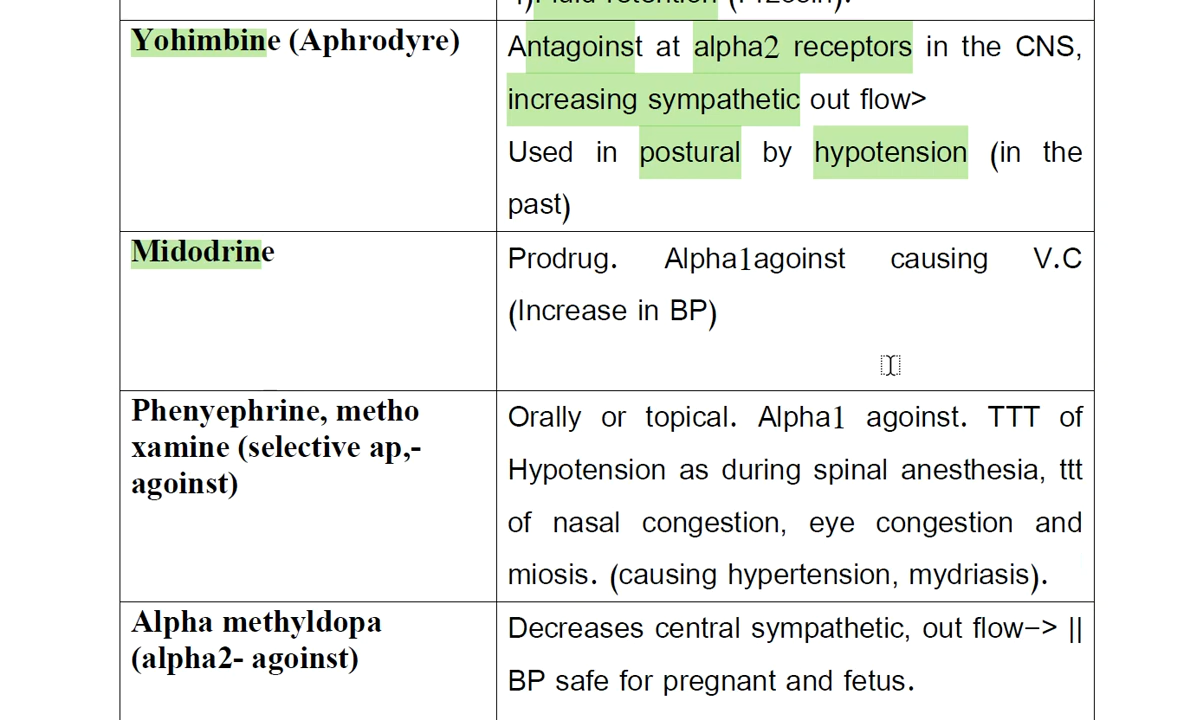 Fluid retention (Prazosin).
Yohimbine (Aphrodyre)
Antagoinst at alpha2 receptors in the CNS,
increasing sympathetic out flow>
Used in postural by hypotension (in the
past)
Midodrine
Prodrug. Alpha1agoinst causing V.C
(Increase in BP)
Phenyephrine, metho
xamine (selective ap,-
agoinst)
Orally or topical. Alpha1 agoinst. TTT of
Hypotension as during spinal anesthesia, ttt
of nasal congestion, eye congestion and
miosis. (causing hypertension, mydriasis).
Alpha methyldopa
(alpha2- agoinst)
Decreases central sympathetic, out flow–> ||
BP safe for pregnant and fetus.